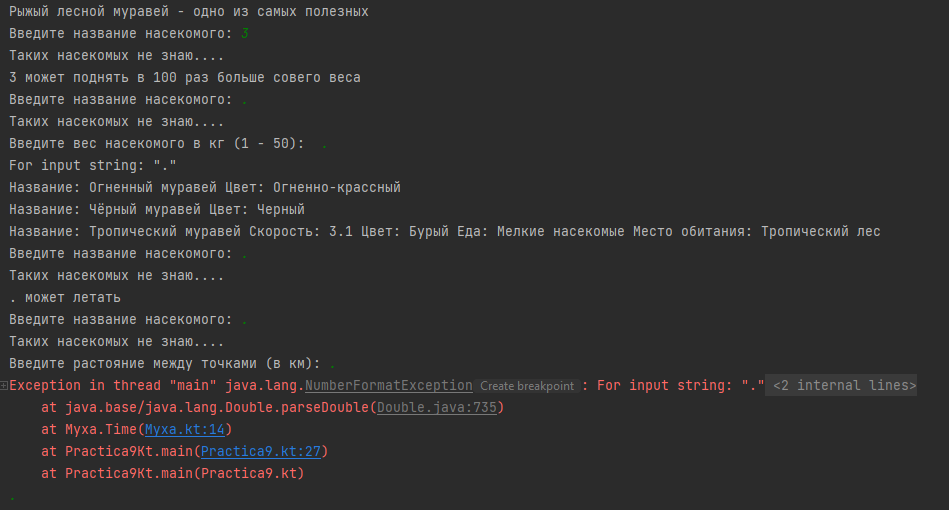 Рыжый лесной муравей - одно из самых полезных
Введите название насекомого: 3
Таких насекомых не знаю....
3 может поднять в 100 раз больше совего веса
Введите название насекомого: .
Таких насекомых не знаю....
Введите вес насекомого в кг (1 - 50):  .
For input string: "."
Название: Огненный муравей Цвет: Огненно-крассный
Название: Чёрный муравей Цвет: Черный
Название: Тропический муравей Скорость: 3.1 Цвет: Бурый Еда: Мелкие насекомые Место обитания: Тропический лес
Введите название насекомого: .
Таких насекомых не знаю....
. может летать
Введите название насекомого: .
Таких насекомых не знаю....
Введите растояние между точками (в км): .
Exception in thread "main" java.lang.NumberFormatException Create breakpoint : For input string: "." <2 internal lines>
at java.base/java.lang.Double.parseDouble(Double.java:735)
at Myxa.Time(Myxa.kt:14)
at Practica9Kt.main(Practica9.kt:27)
at Practica9Kt.main(Practica9.kt)
.